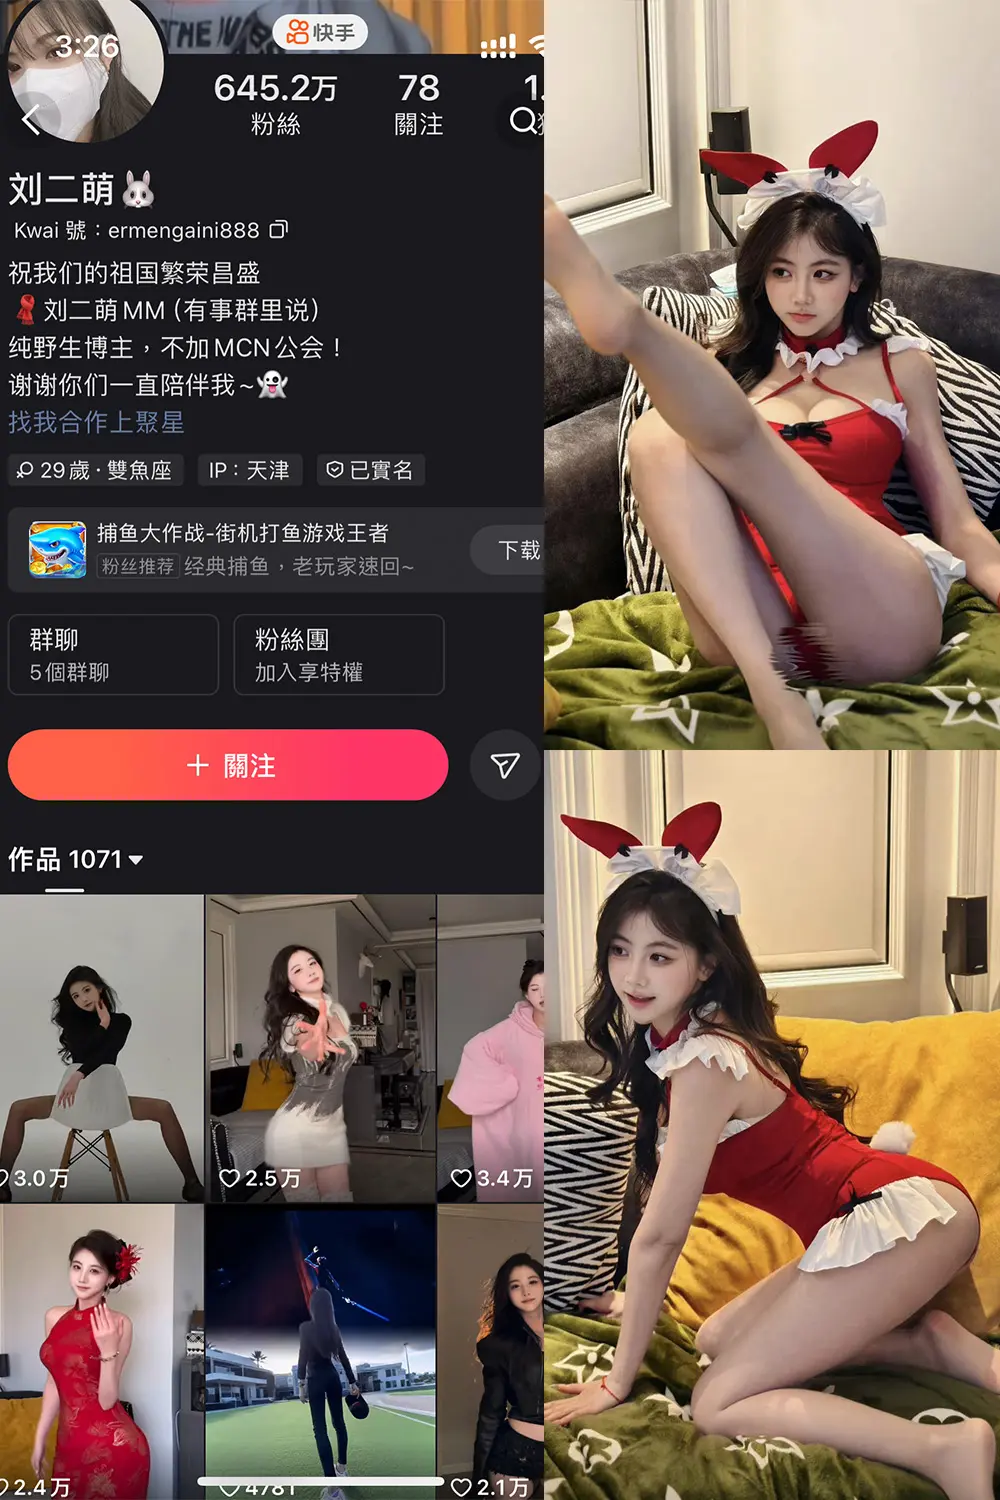 THE
3:26
快手
645.2万
78
1.
粉絲
關注
刘二萌🐰
Kwai 號：ermengaini888
祝我们的祖国繁荣昌盛
🧣刘二萌MM（有事群里说）
纯野生博主，不加MCN公会！
谢谢你们一直陪伴我~👻
找我合作上聚星
29歲·雙魚座
IP：天津
已實名
捕鱼大作战-街机打鱼游戏王者
粉丝推荐 经典捕鱼，老玩家速回~
下载
群聊
5個群聊
粉絲團
加入享特權
+ 關注
作品 1071
3.0万
2.5万
3.4万
2.4万
4781
2.1万